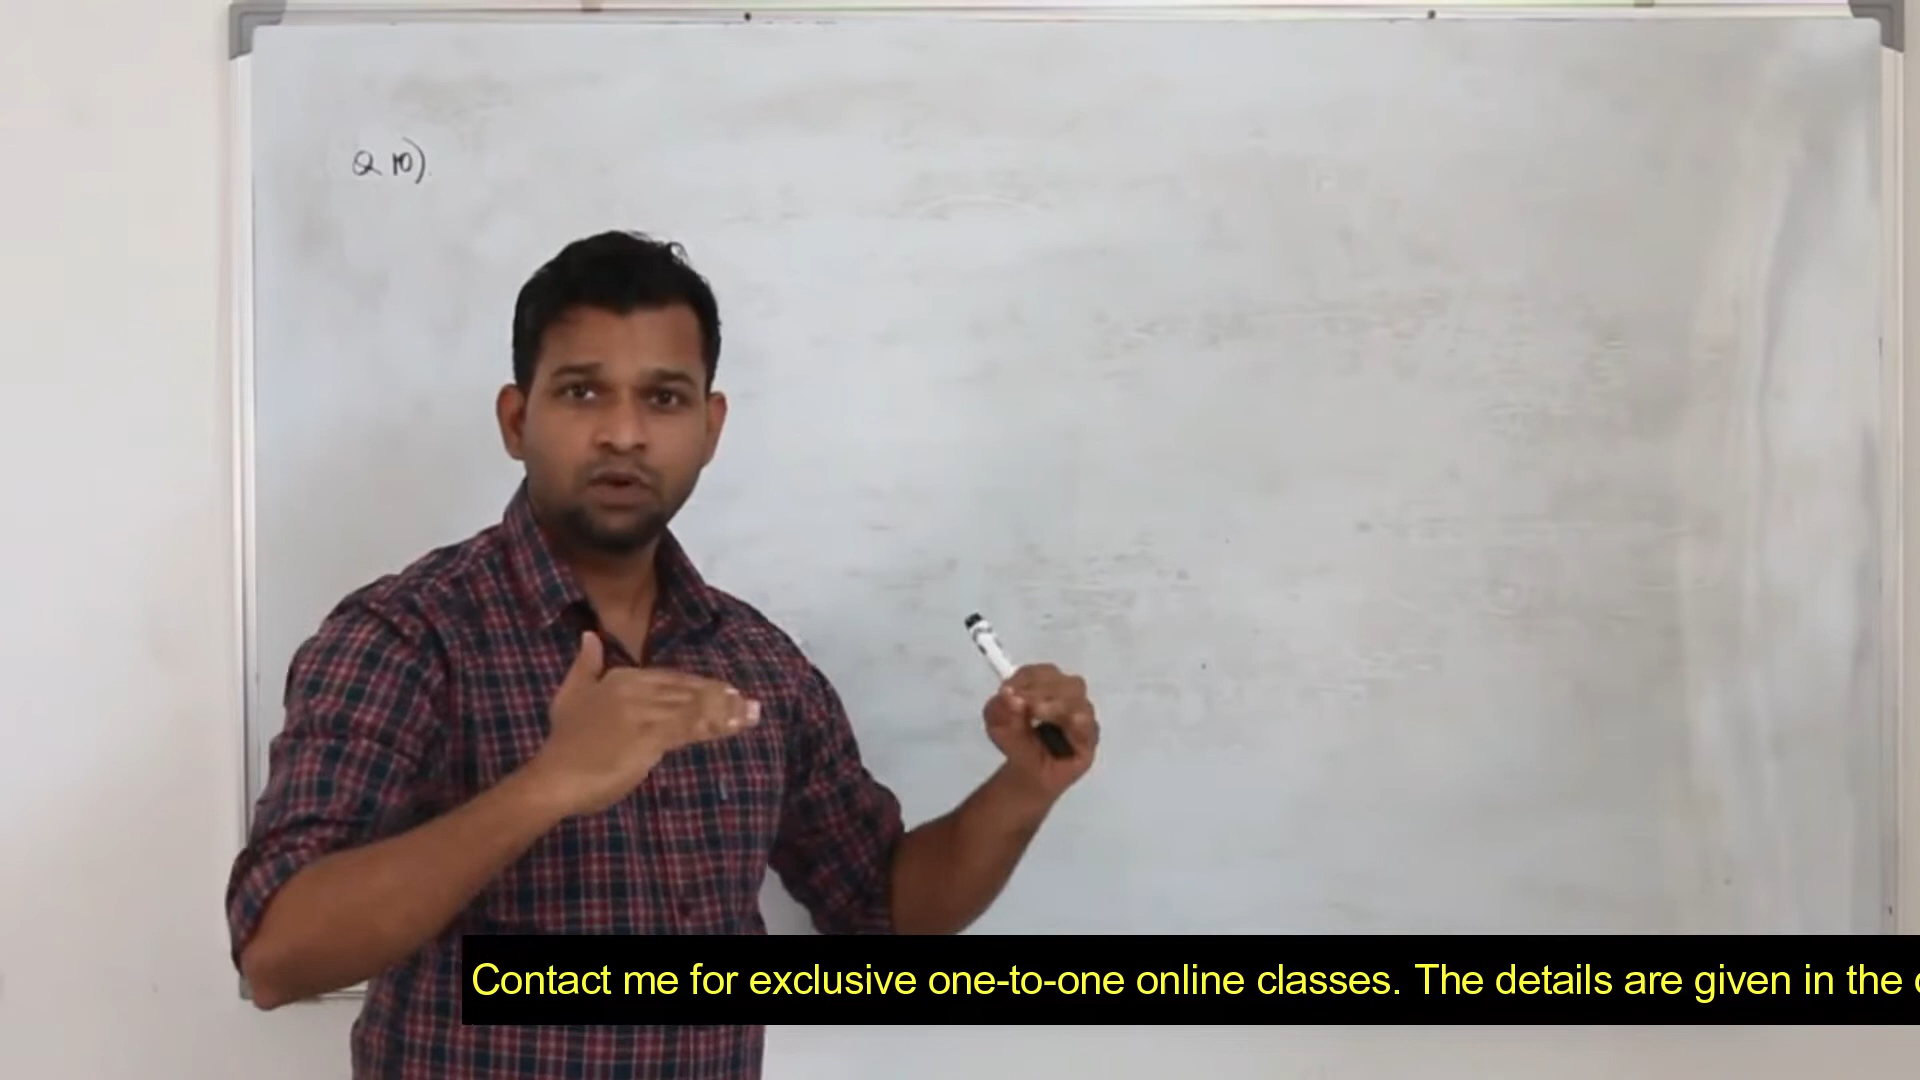 Q 10).
Contact me for exclusive one-to-one online classes. The details are given in the